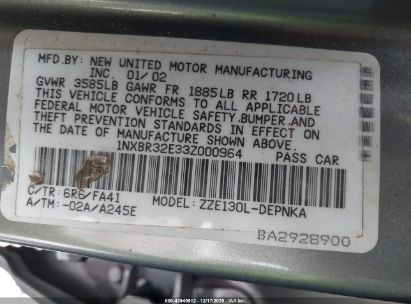 MFD.BY: NEW UNITED MOTOR MANUFACTURING
INC. 01/02
GVWR 3585LB GAWR FR 1885LB RR 1720LB
THIS VEHICLE CONFORMS TO ALL APPLICABLE
FEDERAL MOTOR VEHICLE SAFETY,BUMPER,AND
THEFT PREVENTION STANDARDS IN EFFECT ON
THE DATE OF MANUFACTURE SHOWN ABOVE.
1NXBR32E33Z000964 PASS CAR
C/TR: 6R6/FA41 MODEL: ZZE130L-DEPNKA
A/TM: -02A/A245E
BA2928900